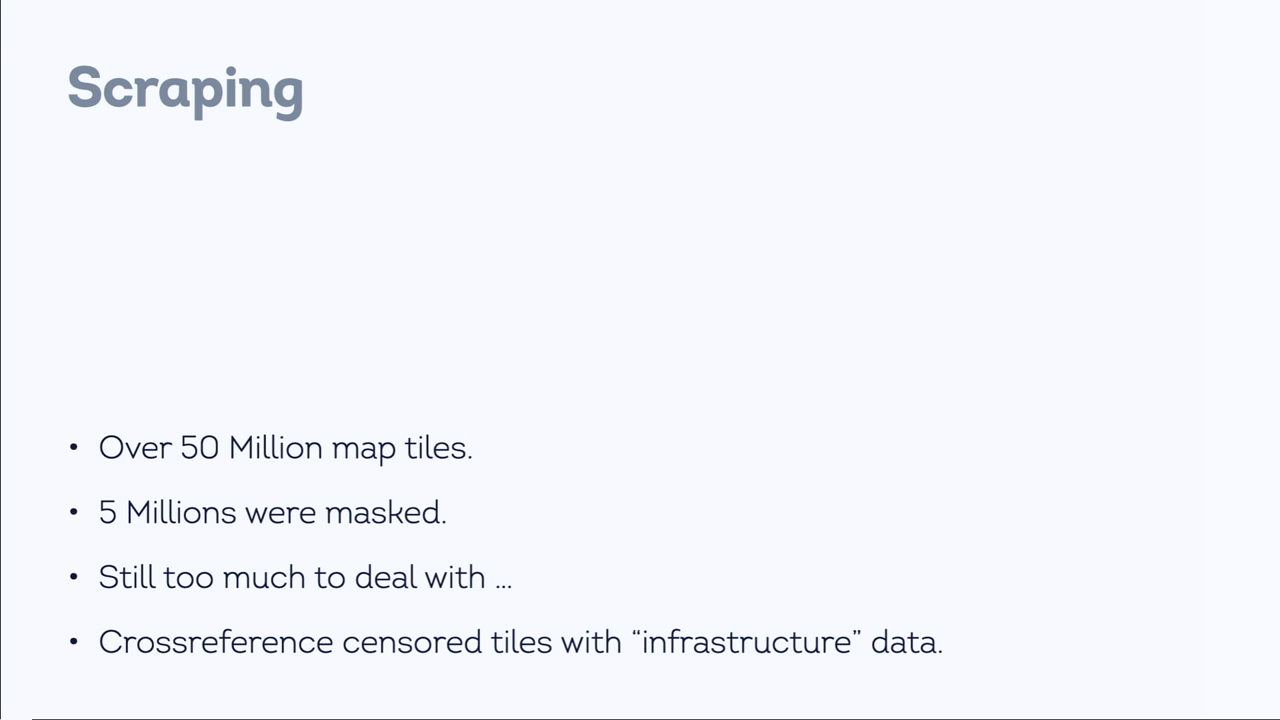 Scraping
• Over 50 Million map tiles.
• 5 Millions were masked.
• Still too much to deal with ...
• Crossreference censored tiles with “infrastructure” data.